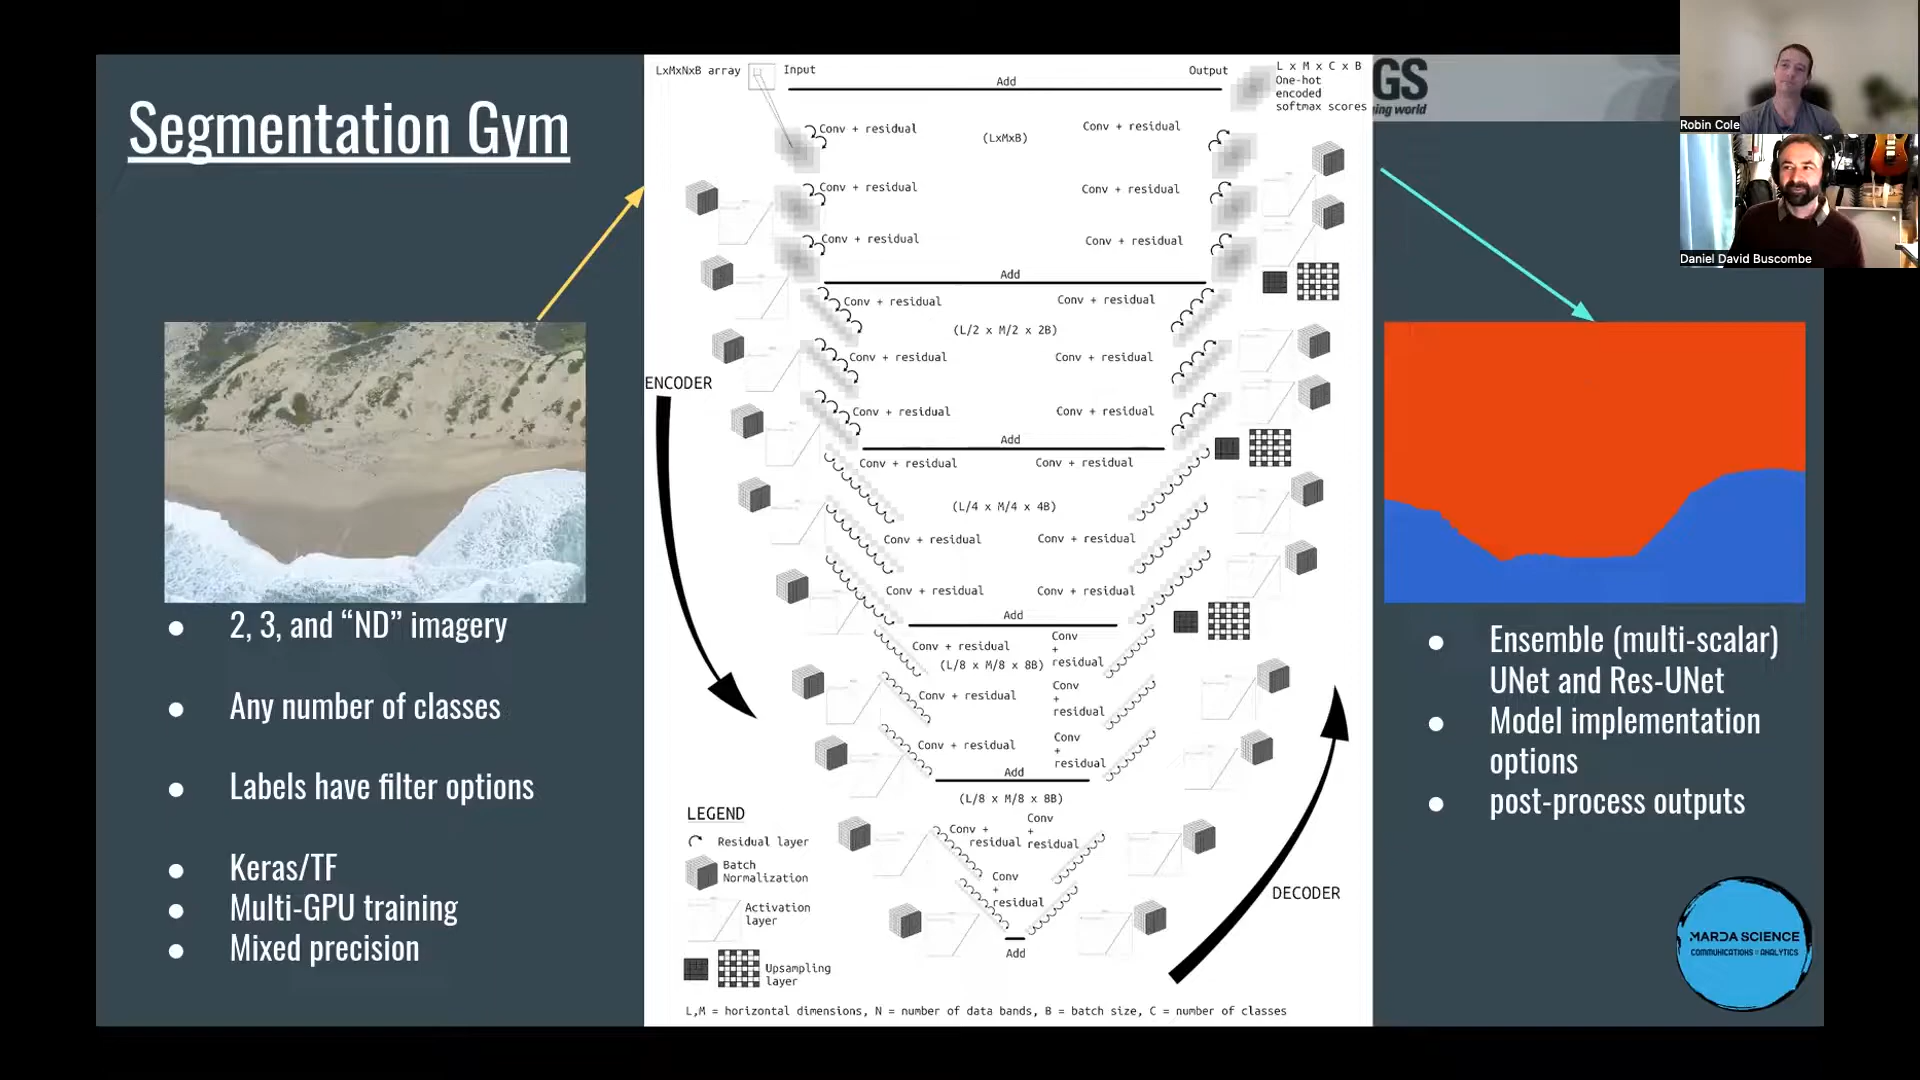 Segmentation Gym
2, 3, and “ND” imagery
Any number of classes
Labels have filter options
Keras/TF
Multi-GPU training
Mixed precision
LxMxNxB array
Input
Add
Output
L x M x C x B
One-hot
encoded
softmax scores
Conv + residual
(LxMxB)
Conv + residual
Conv + residual
Conv + residual
Conv + residual
Conv + residual
Add
Conv + residual
Conv + residual
(L/2 x M/2 x 2B)
Conv + residual
Conv + residual
ENCODER
Conv + residual
Conv + residual
Add
Conv + residual
Conv + residual
(L/4 x M/4 x 4B)
Conv + residual
Conv + residual
Conv + residual
Conv + residual
Add
Conv + residual
Conv
+
residual
(L/8 x M/8 x 8B)
Conv + residual
Conv
+
residual
Conv + residual
Conv
+
residual
Add
(L/8 x M/8 x 8B)
Conv +
residual
Conv
+
residual
Conv
+
residual
Add
DECODER
LEGEND
Residual layer
Batch
Normalization
Activation
layer
Upsampling
layer
L,M = horizontal dimensions, N = number of data bands, B = batch size, C = number of classes
GS
ing world
Ensemble (multi-scalar)
UNet and Res-UNet
Model implementation
options
post-process outputs
MARDA SCIENCE
COMMUNICATIONS + ANALYTICS
Robin Cole
Daniel David Buscombe